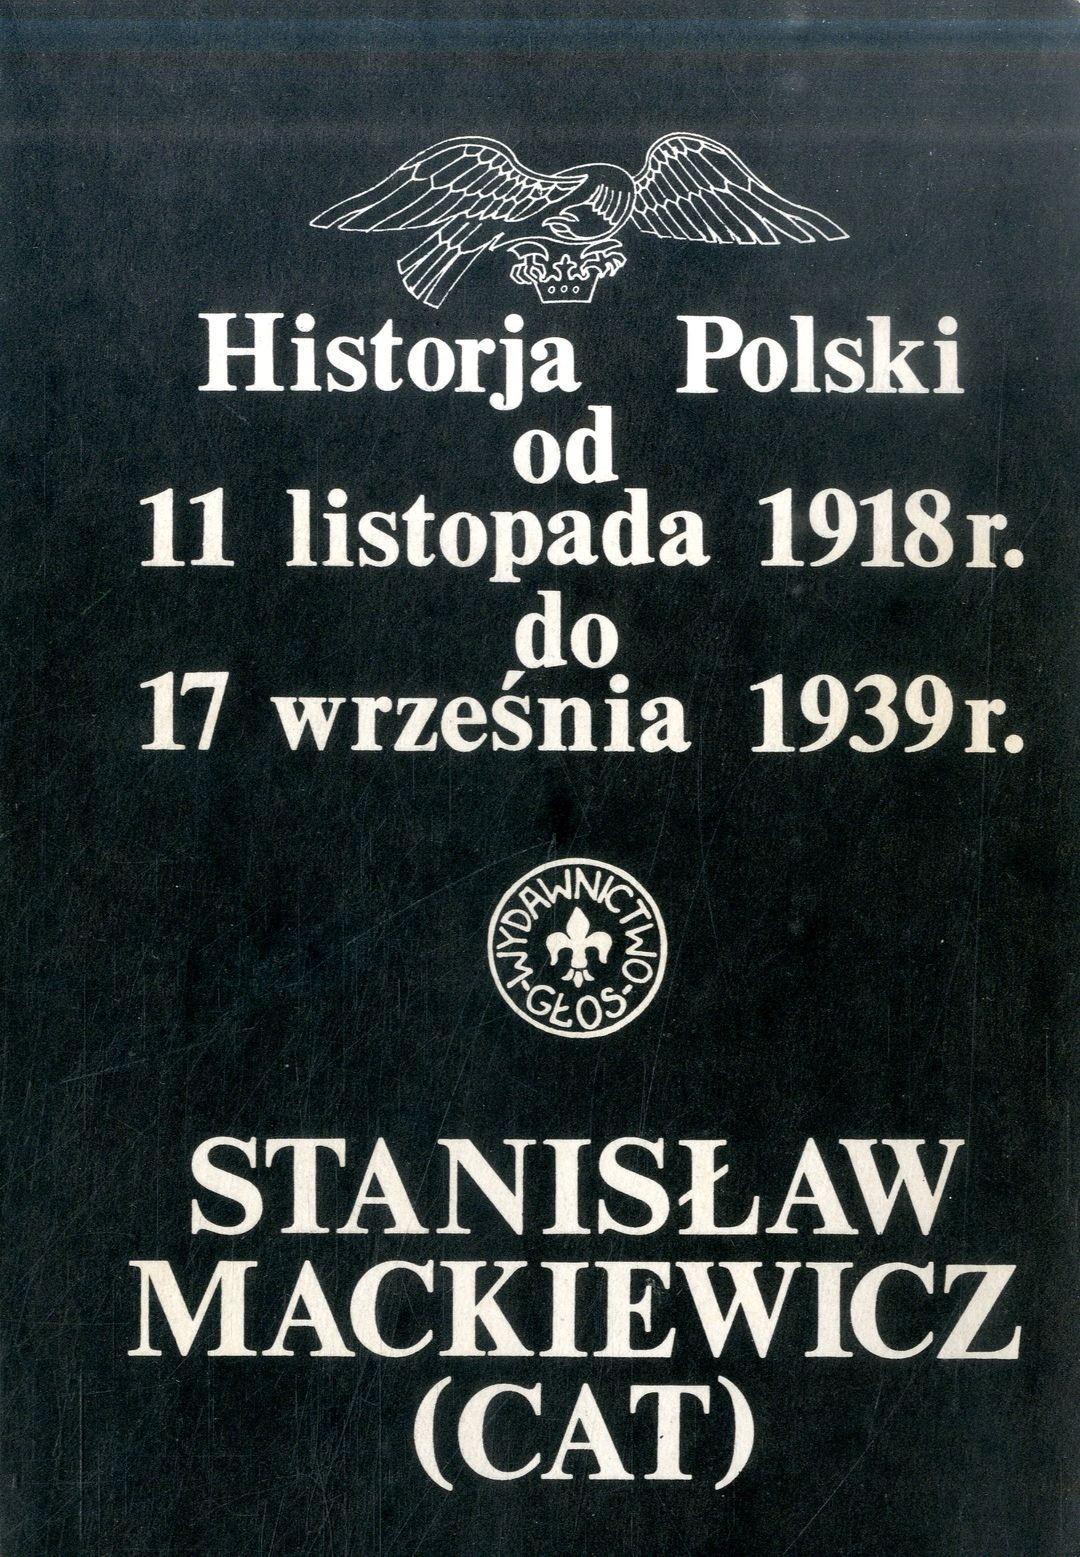 Historja Polski
od
11 listopada 1918 r.
do
17 września 1939 r.
WYDAWNICTWO
-GŁOS-
STANISŁAW
MACKIEWICZ
(CAT)